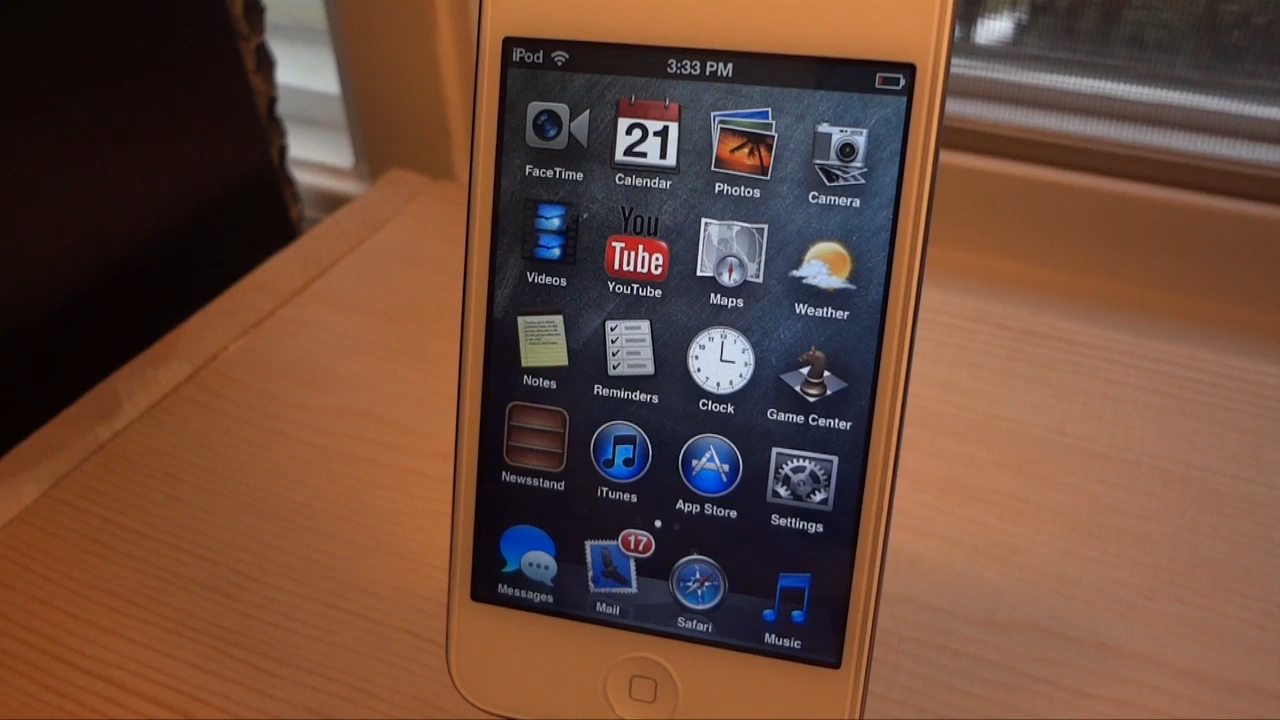 iPod 3:33 PM
21
FaceTime Calendar Photos Camera
You
Tube
Videos YouTube Maps Weather
Notes Reminders Clock Game Center
Newsstand iTunes App Store Settings
17
Messages Mail Safari Music